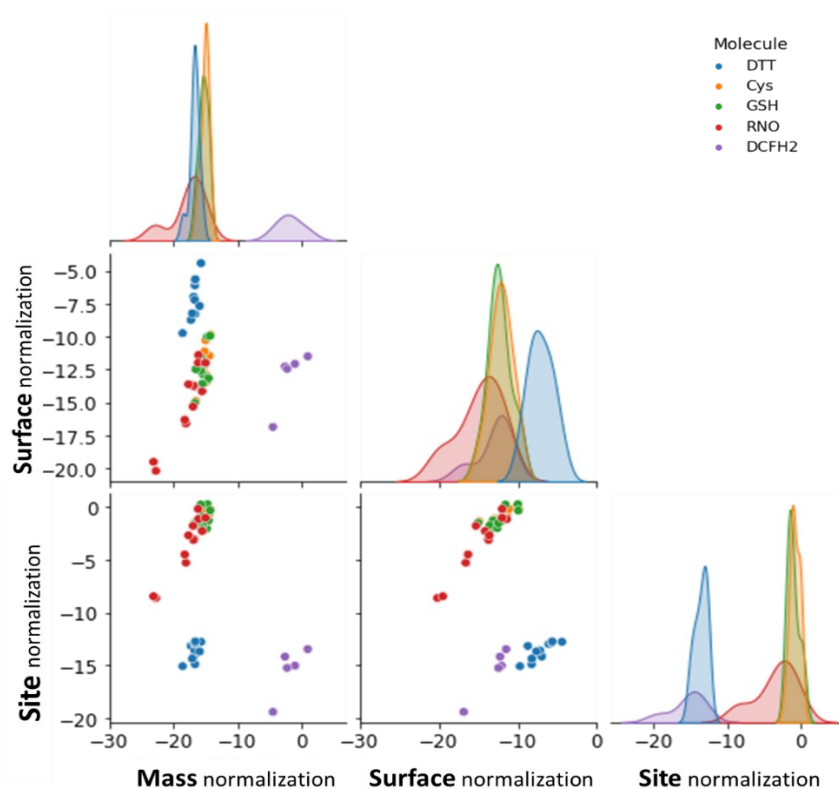 Molecule
DTT
Cys
GSH
RNO
DCFH2
−5.0
−7.5
−10.0
−12.5
−15.0
−17.5
−20.0
Surface normalization
0
−5
−10
−15
−20
Site normalization
−30 −20 −10 0
−30 −20 −10 0
−20 −10 0
Mass normalization
Surface normalization
Site normalization